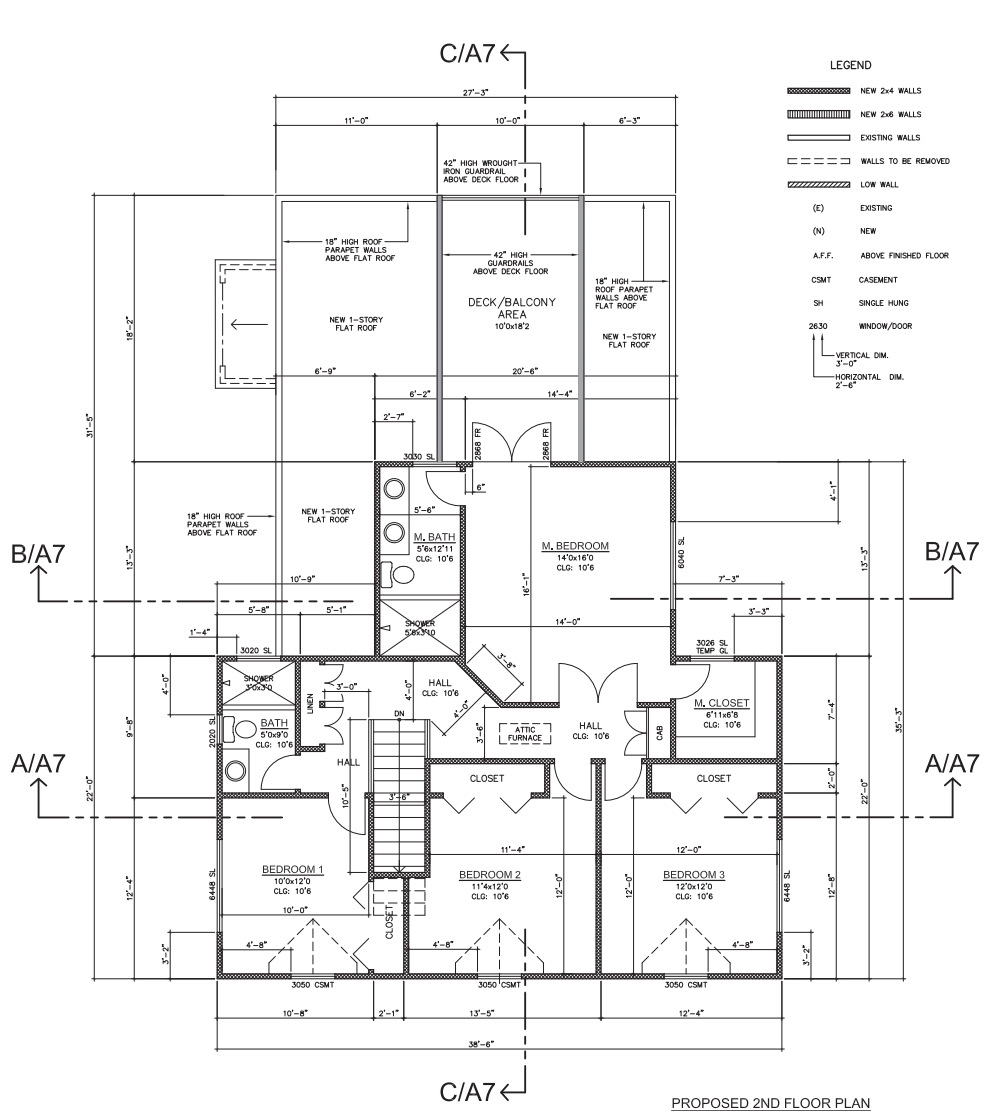 C/A7
LEGEND
NEW 2x4 WALLS
NEW 2x6 WALLS
EXISTING WALLS
WALLS TO BE REMOVED
LOW WALL
(E) EXISTING
(N) NEW
A.F.F. ABOVE FINISHED FLOOR
CSMT CASEMENT
SH SINGLE HUNG
2630 WINDOW/DOOR
VERTICAL DIM.
3'-0"
HORIZONTAL DIM.
2'-6"
27'-3"
11'-0" 10'-0" 6'-3"
42" HIGH WROUGHT
IRON GUARDRAIL
ABOVE DECK FLOOR
18" HIGH ROOF
PARAPET WALLS
ABOVE FLAT ROOF
42" HIGH
GUARDRAILS
ABOVE DECK FLOOR
18" HIGH
ROOF PARAPET
WALLS ABOVE
FLAT ROOF
DECK/BALCONY
AREA
10'0x18'2
NEW 1-STORY
FLAT ROOF
NEW 1-STORY
FLAT ROOF
18'-2"
31'-5"
6'-9" 20'-6"
6'-2" 14'-4"
2'-7"
2868 FR
2868 FR
3030 SL
6"
5'-6"
4'-1"
18" HIGH ROOF
PARAPET WALLS
ABOVE FLAT ROOF
NEW 1-STORY
FLAT ROOF
M. BATH
5'6x12'11
CLG: 10'6
M. BEDROOM
14'0x16'0
CLG: 10'6
6040 SL
B/A7
B/A7
13'-3"
13'-3"
16'-1"
10'-9"
7'-3"
5'-8" 5'-1"
3'-3"
14'-0"
SHOWER
5'6x3'10
1'-4"
3020 SL
3026 SL
TEMP GL
3'-8"
4'-0"
SHOWER
3'0x3'0
LINEN
3'-0"
4'-0"
HALL
CLG: 10'6
4'-0"
M. CLOSET
6'11x6'8
CLG: 10'6
7'-4"
35'-3"
DN
2020 SL
BATH
5'0x9'0
CLG: 10'6
3'-6"
ATTIC
FURNACE
HALL
CLG: 10'6
CAB
9'-8"
HALL
A/A7
A/A7
22'-0"
22'-0"
CLOSET
CLOSET
2'-0"
10'-5"
3'-6"
11'-4"
12'-0"
BEDROOM 1
10'0x12'0
CLG: 10'6
BEDROOM 2
11'4x12'0
CLG: 10'6
BEDROOM 3
12'0x12'0
CLG: 10'6
12'-4"
6448 SL
12'-0"
12'-0"
6448 SL
12'-8"
10'-0"
CLOSET
4'-8"
4'-8"
4'-8"
3'-2"
3'-2"
3050 CSMT
3050 CSMT
3050 CSMT
10'-8" 2'-1" 13'-5" 12'-4"
38'-6"
C/A7
PROPOSED 2ND FLOOR PLAN